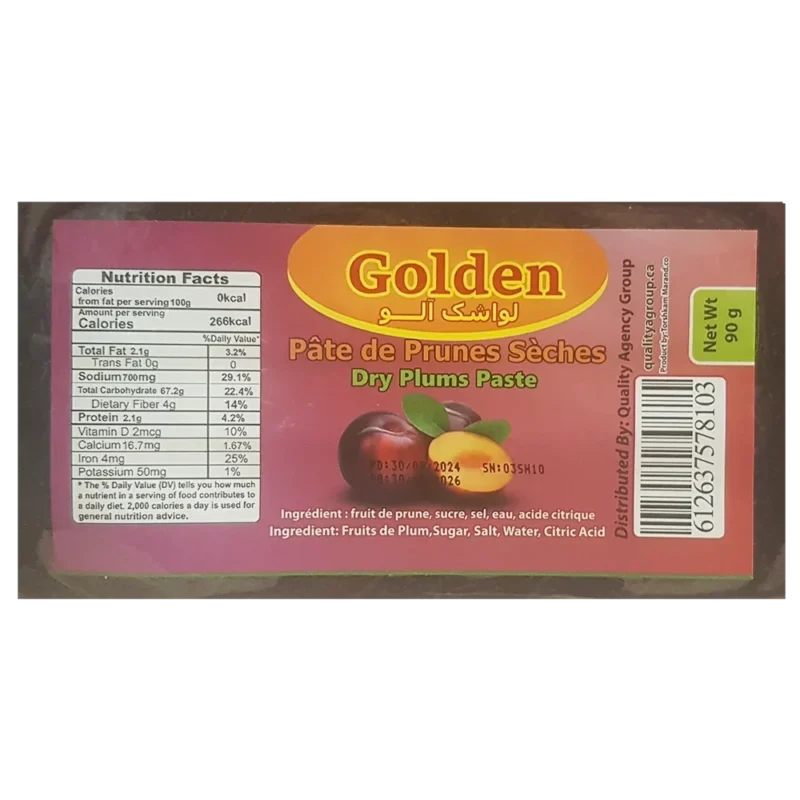 Nutrition Facts
Calories
from fat per serving 100g 0kcal
Amount per serving
Calories 266kcal
%Daily Value*
Total Fat 2.1g 3.2%
Trans Fat 0g 0
Sodium 700mg 29.1%
Total Carbohydrate 67.2g 22.4%
Dietary Fiber 4g 14%
Protein 2.1g 4.2%
Vitamin D 2mcg 10%
Calcium 16.7mg 1.67%
Iron 4mg 25%
Potassium 50mg 1%
* The % Daily Value (DV) tells you how much
a nutrient in a serving of food contributes to
a daily diet. 2,000 calories a day is used for
general nutrition advice.
Golden
لواشک آلـــو
Pâte de Prunes Sèches
Dry Plums Paste
2024 SN:035H10
Ingrédient : fruit de prune, sucre, sel, eau, acide citrique
Ingredient: Fruits de Plum,Sugar, Salt, Water, Citric Acid
Distributed By: Quality Agency Group
qualityagroup.ca
Product by: Torshkam Marand.co
Net Wt
90 g
612637578103